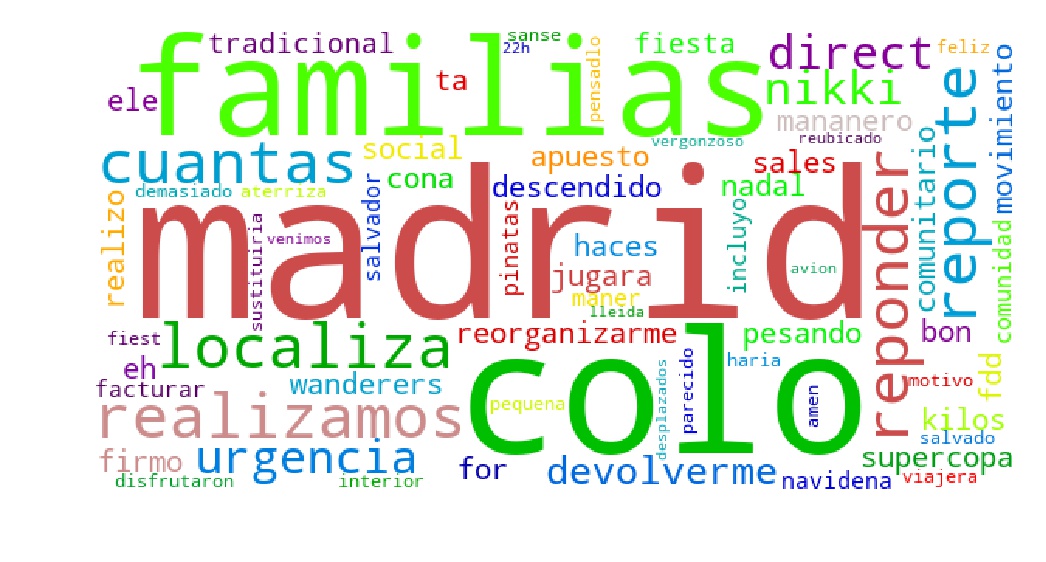 sanse
tradicional
22h
pensadlo
fiesta
direct
feliz
familias
ta
nikki
ele
mananero
reporte
movimiento
vergonzoso
reubicado
cuantas
social
apuesto
sales
comunitario
cona
descendido
nadal
demasiado
aterriza
salvador
madrid
realizo
pinatas
incluyo
responder
sustituiria
venimos
haces
jugara
avion
maner
lleida
comunidad
fiest
localiza
reorganizarme
pesando
bon
eh
wanderers
colo
haria
fdd
facturar
parecido
desplazados
motivo
realizamos
pequena
amen
kilos
salvado
firmo
urgencia
for
devolverme
supercopa
disfrutaron
interior
navidena
viajera